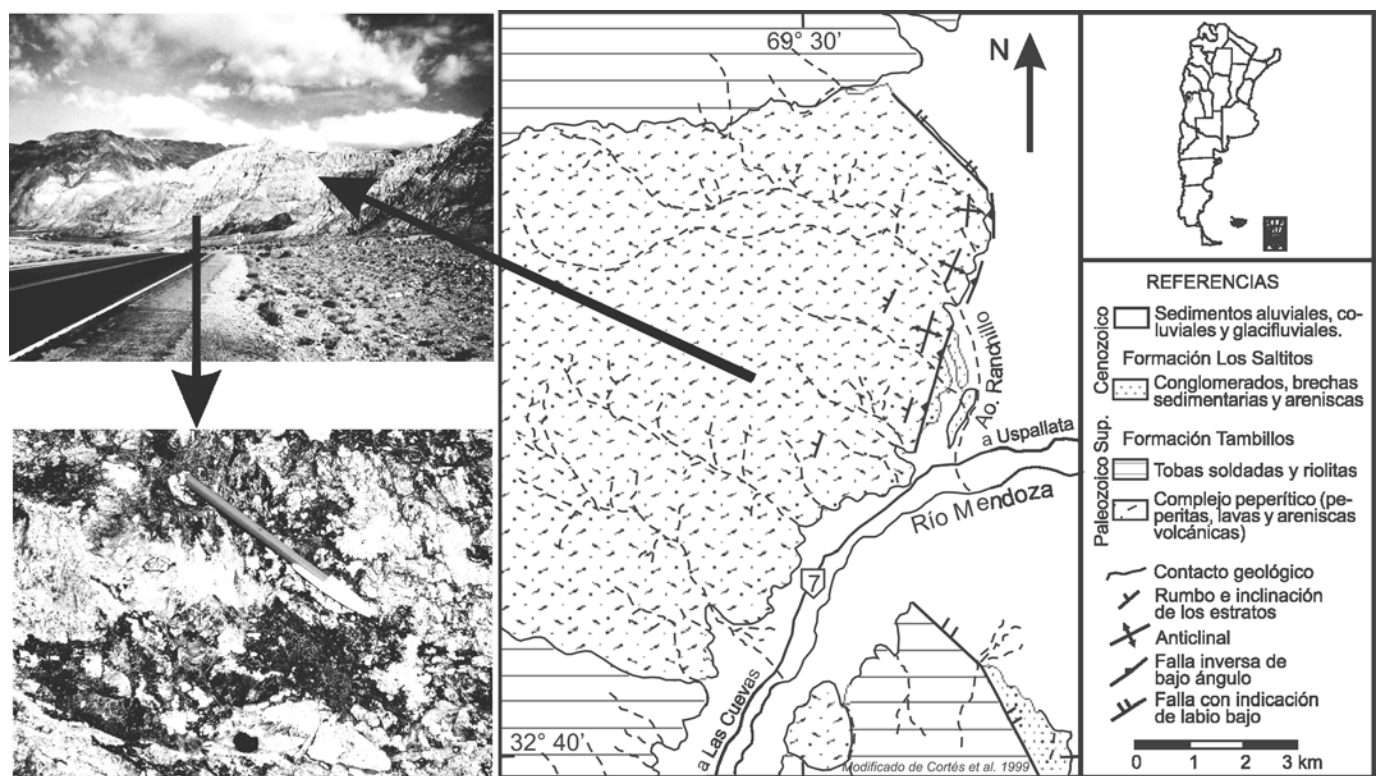 69° 30'
N
Ao. Ranchillo
a Uspallata
Río Mendoza
7
a Las Cuevas
32° 40'
Modificado de Cortés et al. 1999
REFERENCIAS
Cenozoico
Sedimentos aluviales, co-
luviales y glacifluviales.
Formación Los Saltitos
Conglomerados, brechas
sedimentarias y areniscas
Paleozoico Sup.
Formación Tambillos
Tobas soldadas y riolitas
Complejo peperítico (pe-
peritas, lavas y areniscas
volcánicas)
Contacto geológico
Rumbo e inclinación
de los estratos
Anticlinal
Falla inversa de
bajo ángulo
Falla con indicación
de labio bajo
0 1 2 3 km